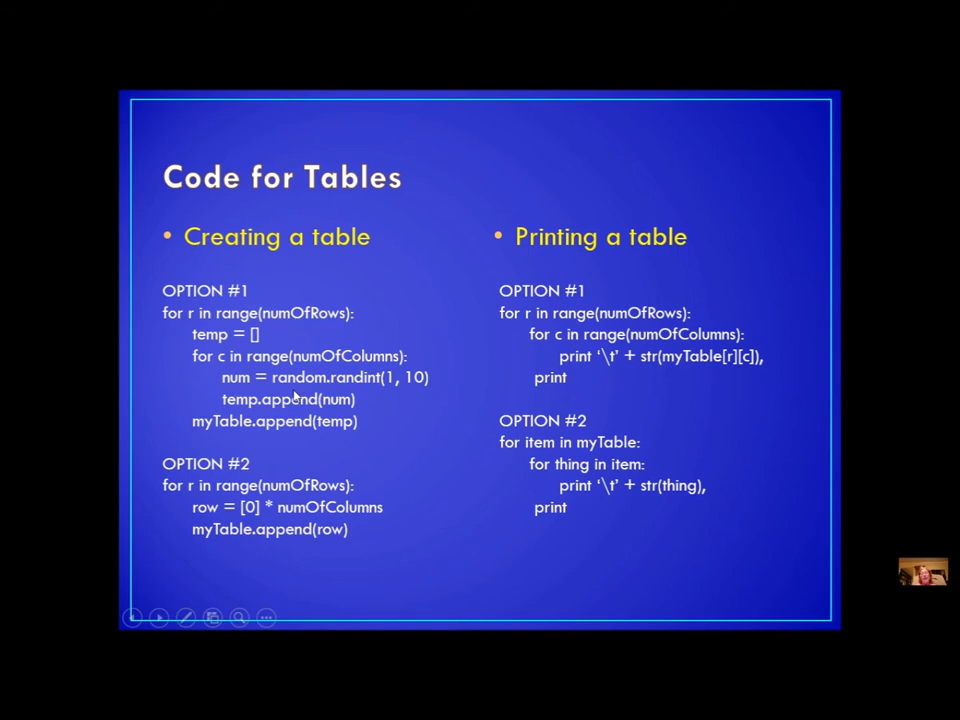 Code for Tables
• Creating a table
OPTION #1
for r in range(numOfRows):
temp = []
for c in range(numOfColumns):
num = random.randint(1, 10)
temp.append(num)
myTable.append(temp)
OPTION #2
for r in range(numOfRows):
row = [0] * numOfColumns
myTable.append(row)
• Printing a table
OPTION #1
for r in range(numOfRows):
for c in range(numOfColumns):
print ‘\t’ + str(myTable[r][c]),
print
OPTION #2
for item in myTable:
for thing in item:
print ‘\t’ + str(thing),
print